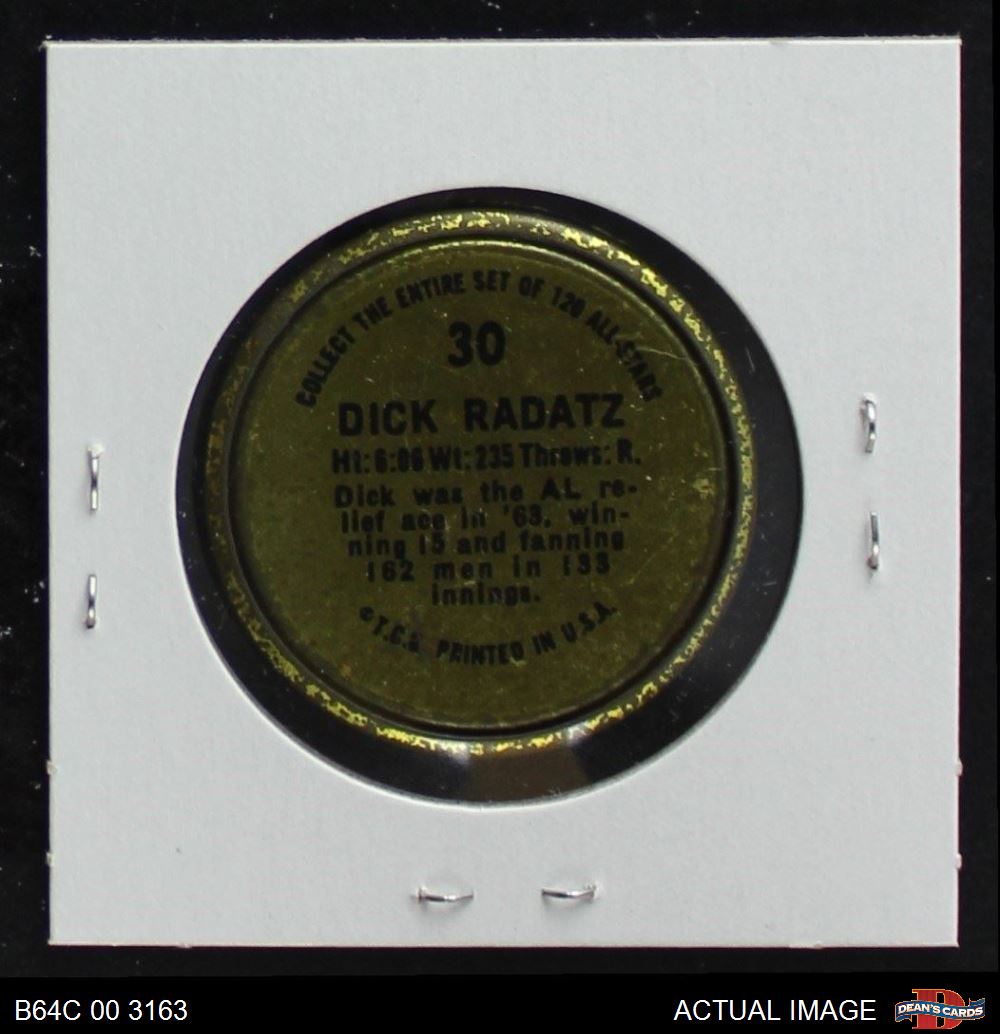 COLLECT THE ENTIRE SET OF 120 ALL-STARS
30
DICK RADATZ
Ht: 6:06 Wt: 235 Throws: R.
Dick was the AL re-
lief ace in '63, win-
ning 15 and fanning
162 men in 133
innings.
©T.C.G. PRINTED IN U.S.A.
B64C 00 3163
ACTUAL IMAGE
D
DEAN'S CARDS